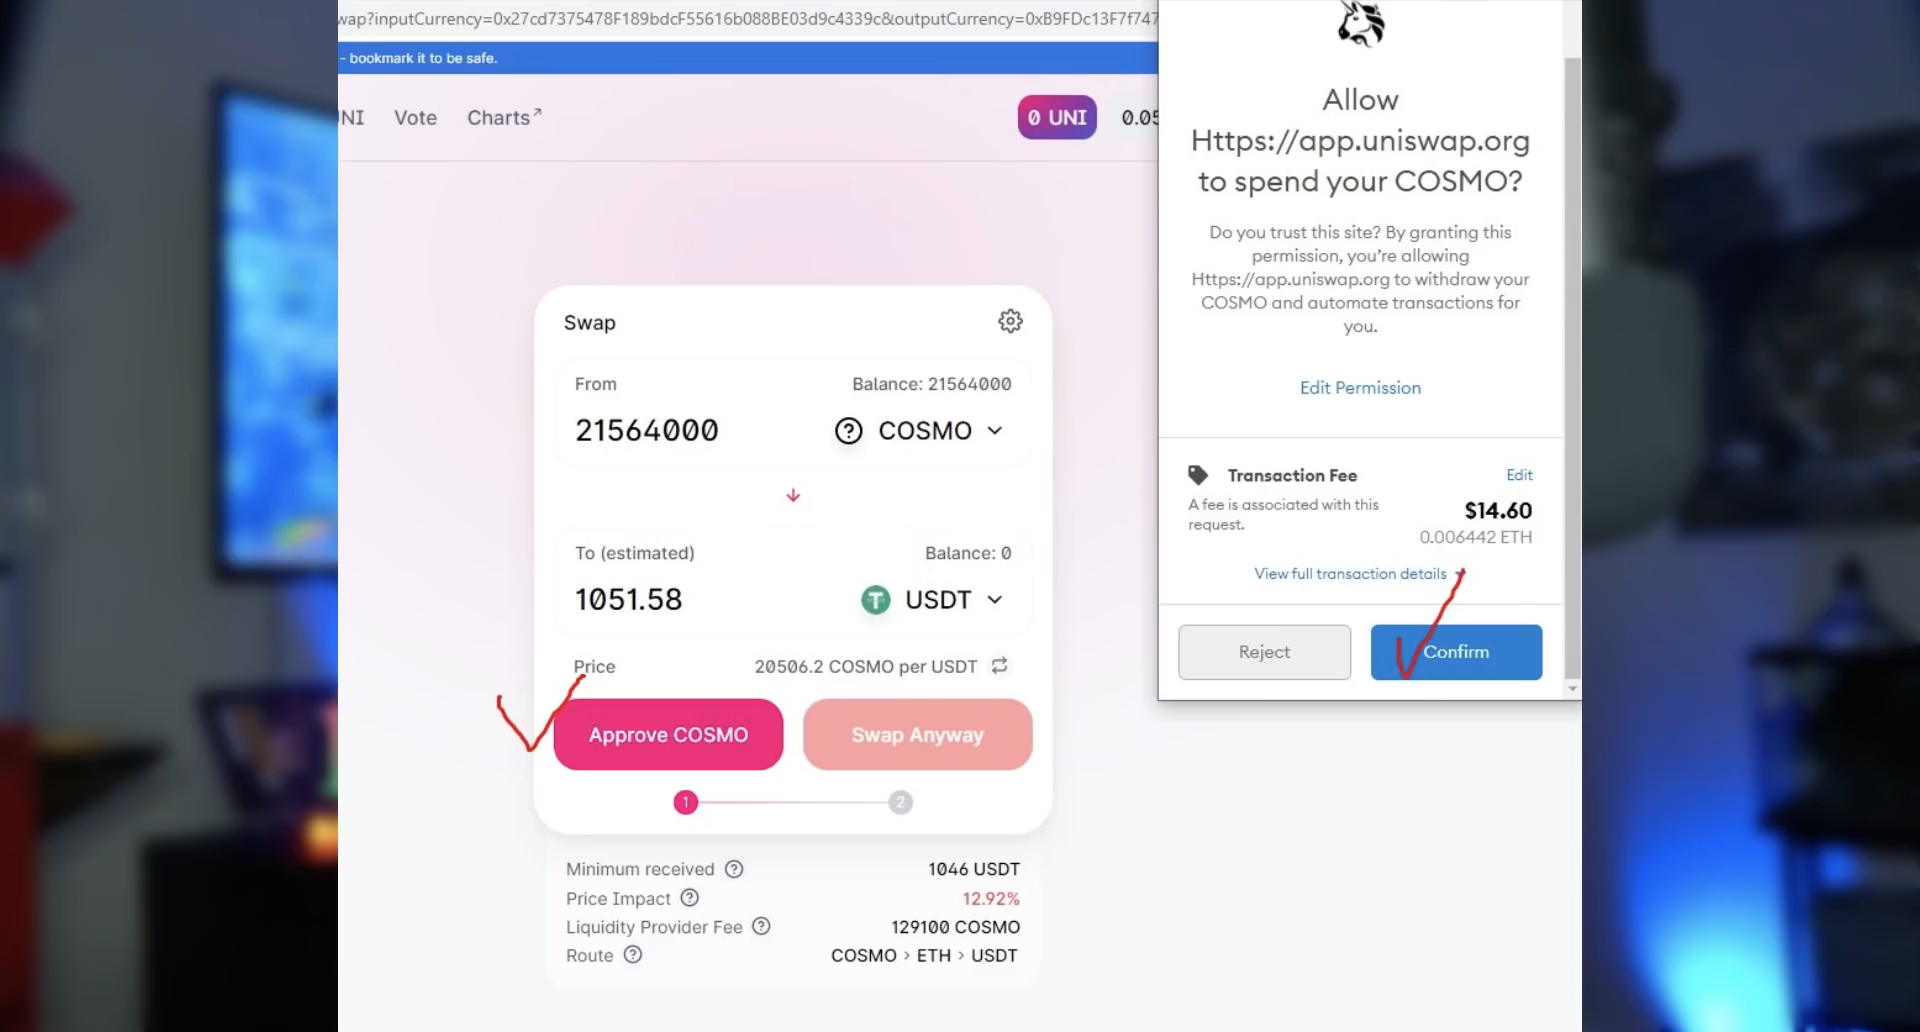 wap?inputCurrency=0x27cd7375478F189bdcF55616b088BE03d9c4339c&outputCurrency=0xB9FDc13F7f747
- bookmark it to be safe.
NI Vote Charts↗ 0 UNI 0.05
Swap
From Balance: 21564000
21564000 COSMO
To (estimated) Balance: 0
1051.58 USDT
Price 20506.2 COSMO per USDT
Approve COSMO Swap Anyway
1 2
Minimum received ? 1046 USDT
Price Impact ? 12.92%
Liquidity Provider Fee ? 129100 COSMO
Route ? COSMO > ETH > USDT
Allow
Https://app.uniswap.org
to spend your COSMO?
Do you trust this site? By granting this
permission, you’re allowing
Https://app.uniswap.org to withdraw your
COSMO and automate transactions for
you.
Edit Permission
Transaction Fee Edit
A fee is associated with this
request.
$14.60
0.006442 ETH
View full transaction details
Reject Confirm